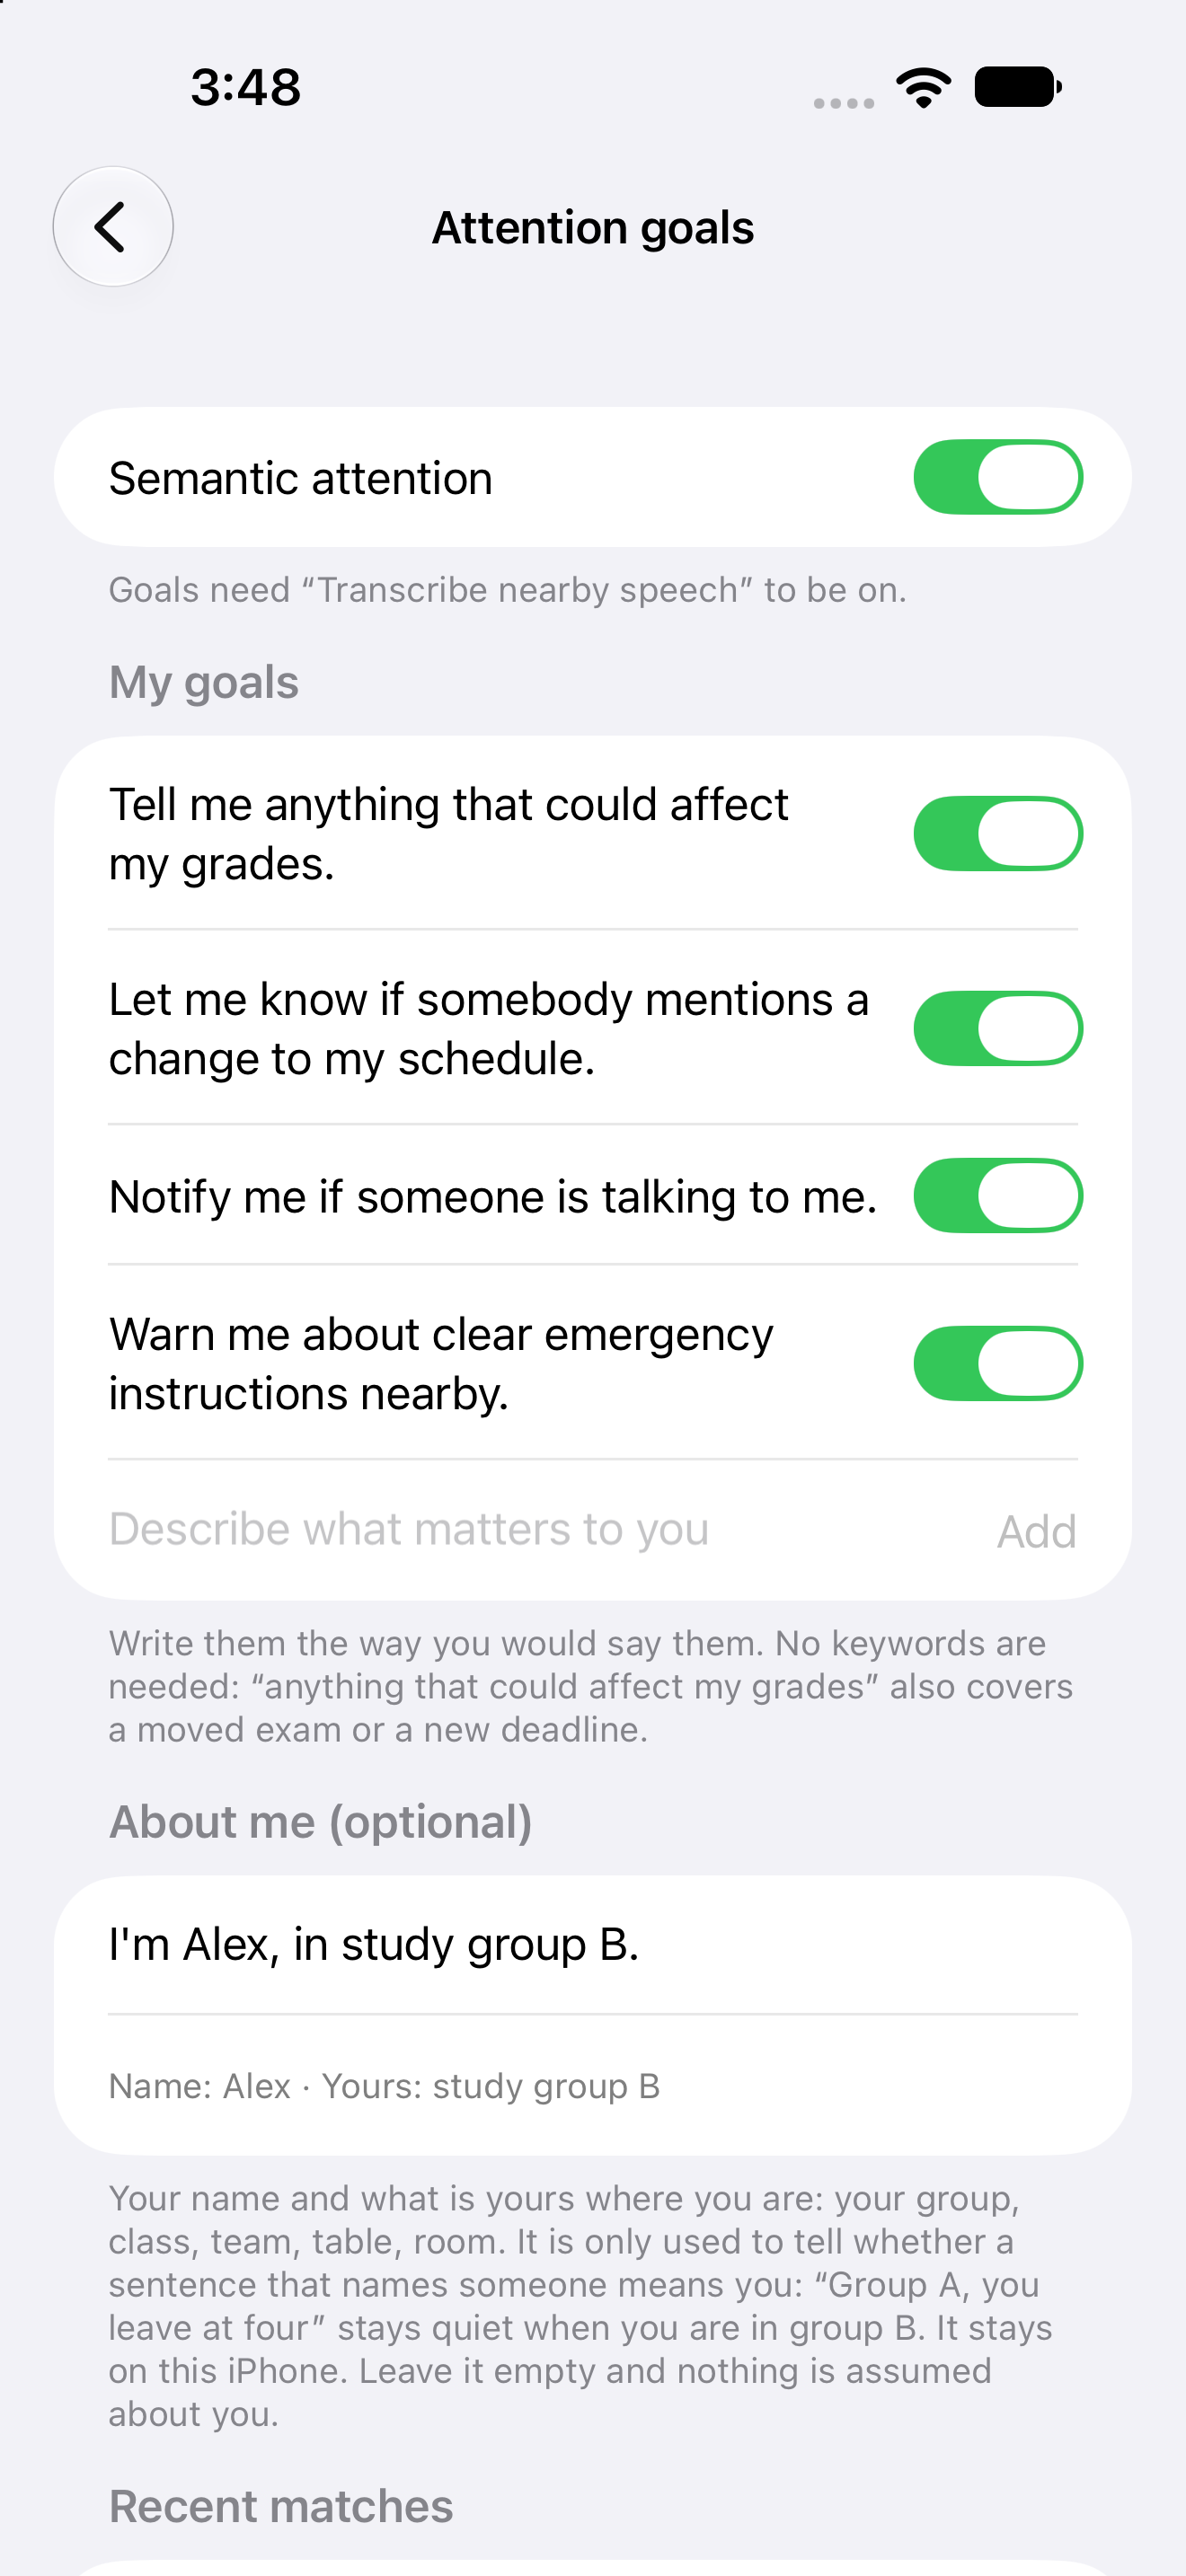 3:48
Attention goals
Semantic attention
Goals need “Transcribe nearby speech” to be on.
My goals
Tell me anything that could affect
my grades.
Let me know if somebody mentions a
change to my schedule.
Notify me if someone is talking to me.
Warn me about clear emergency
instructions nearby.
Describe what matters to you
Add
Write them the way you would say them. No keywords are
needed: “anything that could affect my grades” also covers
a moved exam or a new deadline.
About me (optional)
I'm Alex, in study group B.
Name: Alex · Yours: study group B
Your name and what is yours where you are: your group,
class, team, table, room. It is only used to tell whether a
sentence that names someone means you: “Group A, you
leave at four” stays quiet when you are in group B. It stays
on this iPhone. Leave it empty and nothing is assumed
about you.
Recent matches